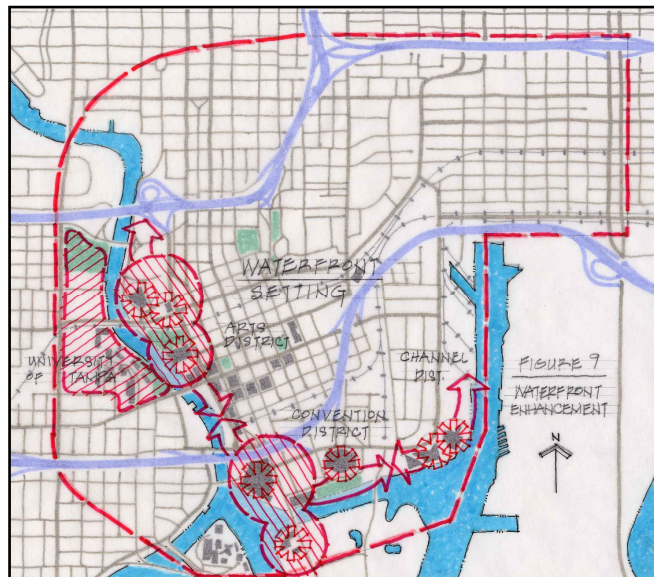 WATERFRONT
SETTING
ARTS
DISTRICT
UNIVERSITY
OF TAMPA
CHANNEL
DIST.
FIGURE 9
WATERFRONT
ENHANCEMENT
CONVENTION
DISTRICT
N